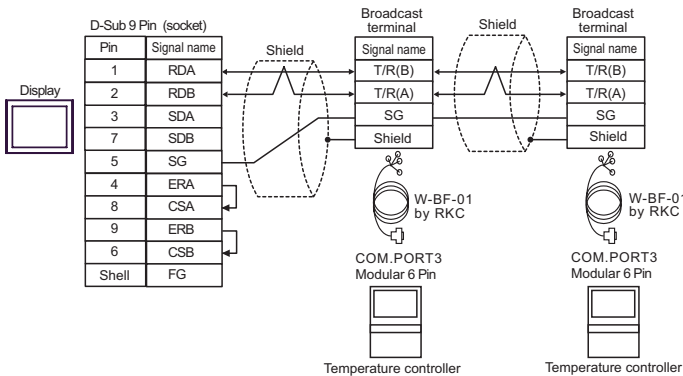 Display
D-Sub 9 Pin (socket)
Pin Signal name
1 RDA
2 RDB
3 SDA
7 SDB
5 SG
4 ERA
8 CSA
9 ERB
6 CSB
Shell FG
Shield
Broadcast
terminal
Signal name
T/R(B)
T/R(A)
SG
Shield
W-BF-01
by RKC
COM.PORT3
Modular 6 Pin
Temperature controller
Shield
Broadcast
terminal
Signal name
T/R(B)
T/R(A)
SG
Shield
W-BF-01
by RKC
COM.PORT3
Modular 6 Pin
Temperature controller